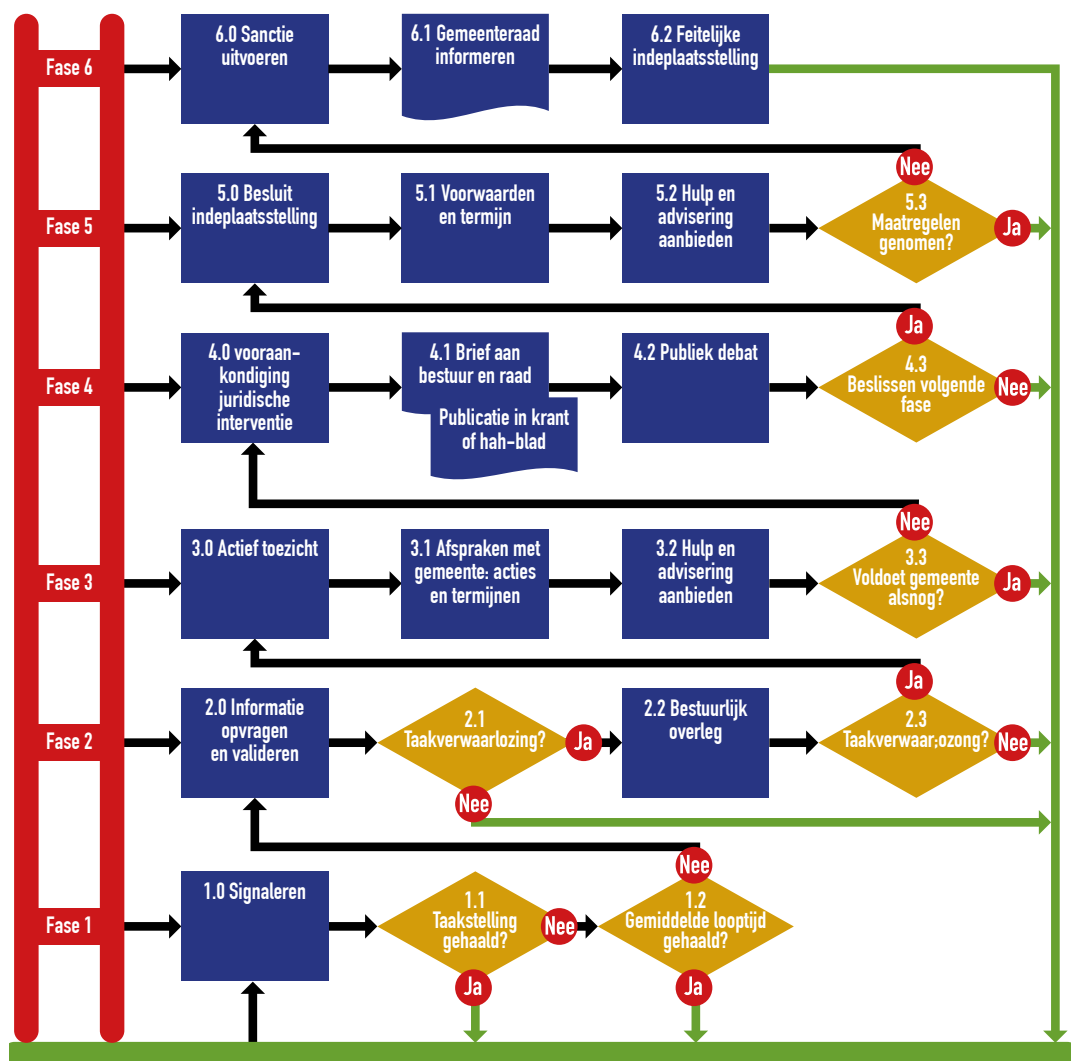 Fase 6
6.0 Sanctie
uitvoeren
6.1 Gemeenteraad
informeren
6.2 Feitelijke
indeplaatsstelling
Nee
Fase 5
5.0 Besluit
indeplaatsstelling
5.1 Voorwaarden
en termijn
5.2 Hulp en
advisering
aanbieden
5.3
Maatregelen
genomen?
Ja
Ja
Fase 4
4.0 vooraan-
kondiging
juridische
interventie
4.1 Brief aan
bestuur en raad
Publicatie in krant
of hah-blad
4.2 Publiek debat
4.3
Beslissen volgende
fase
Nee
Nee
Fase 3
3.0 Actief toezicht
3.1 Afspraken met
gemeente: acties
en termijnen
3.2 Hulp en
advisering
aanbieden
3.3
Voldoet gemeente
alsnog?
Ja
Ja
Fase 2
2.0 Informatie
opvragen
en valideren
2.1
Taakverwaarlozing?
Ja
Nee
2.2 Bestuurlijk
overleg
2.3
Taakverwaar;ozong?
Nee
Nee
Fase 1
1.0 Signaleren
1.1
Taakstelling
gehaald?
Nee
Ja
1.2
Gemiddelde looptijd
gehaald?
Ja